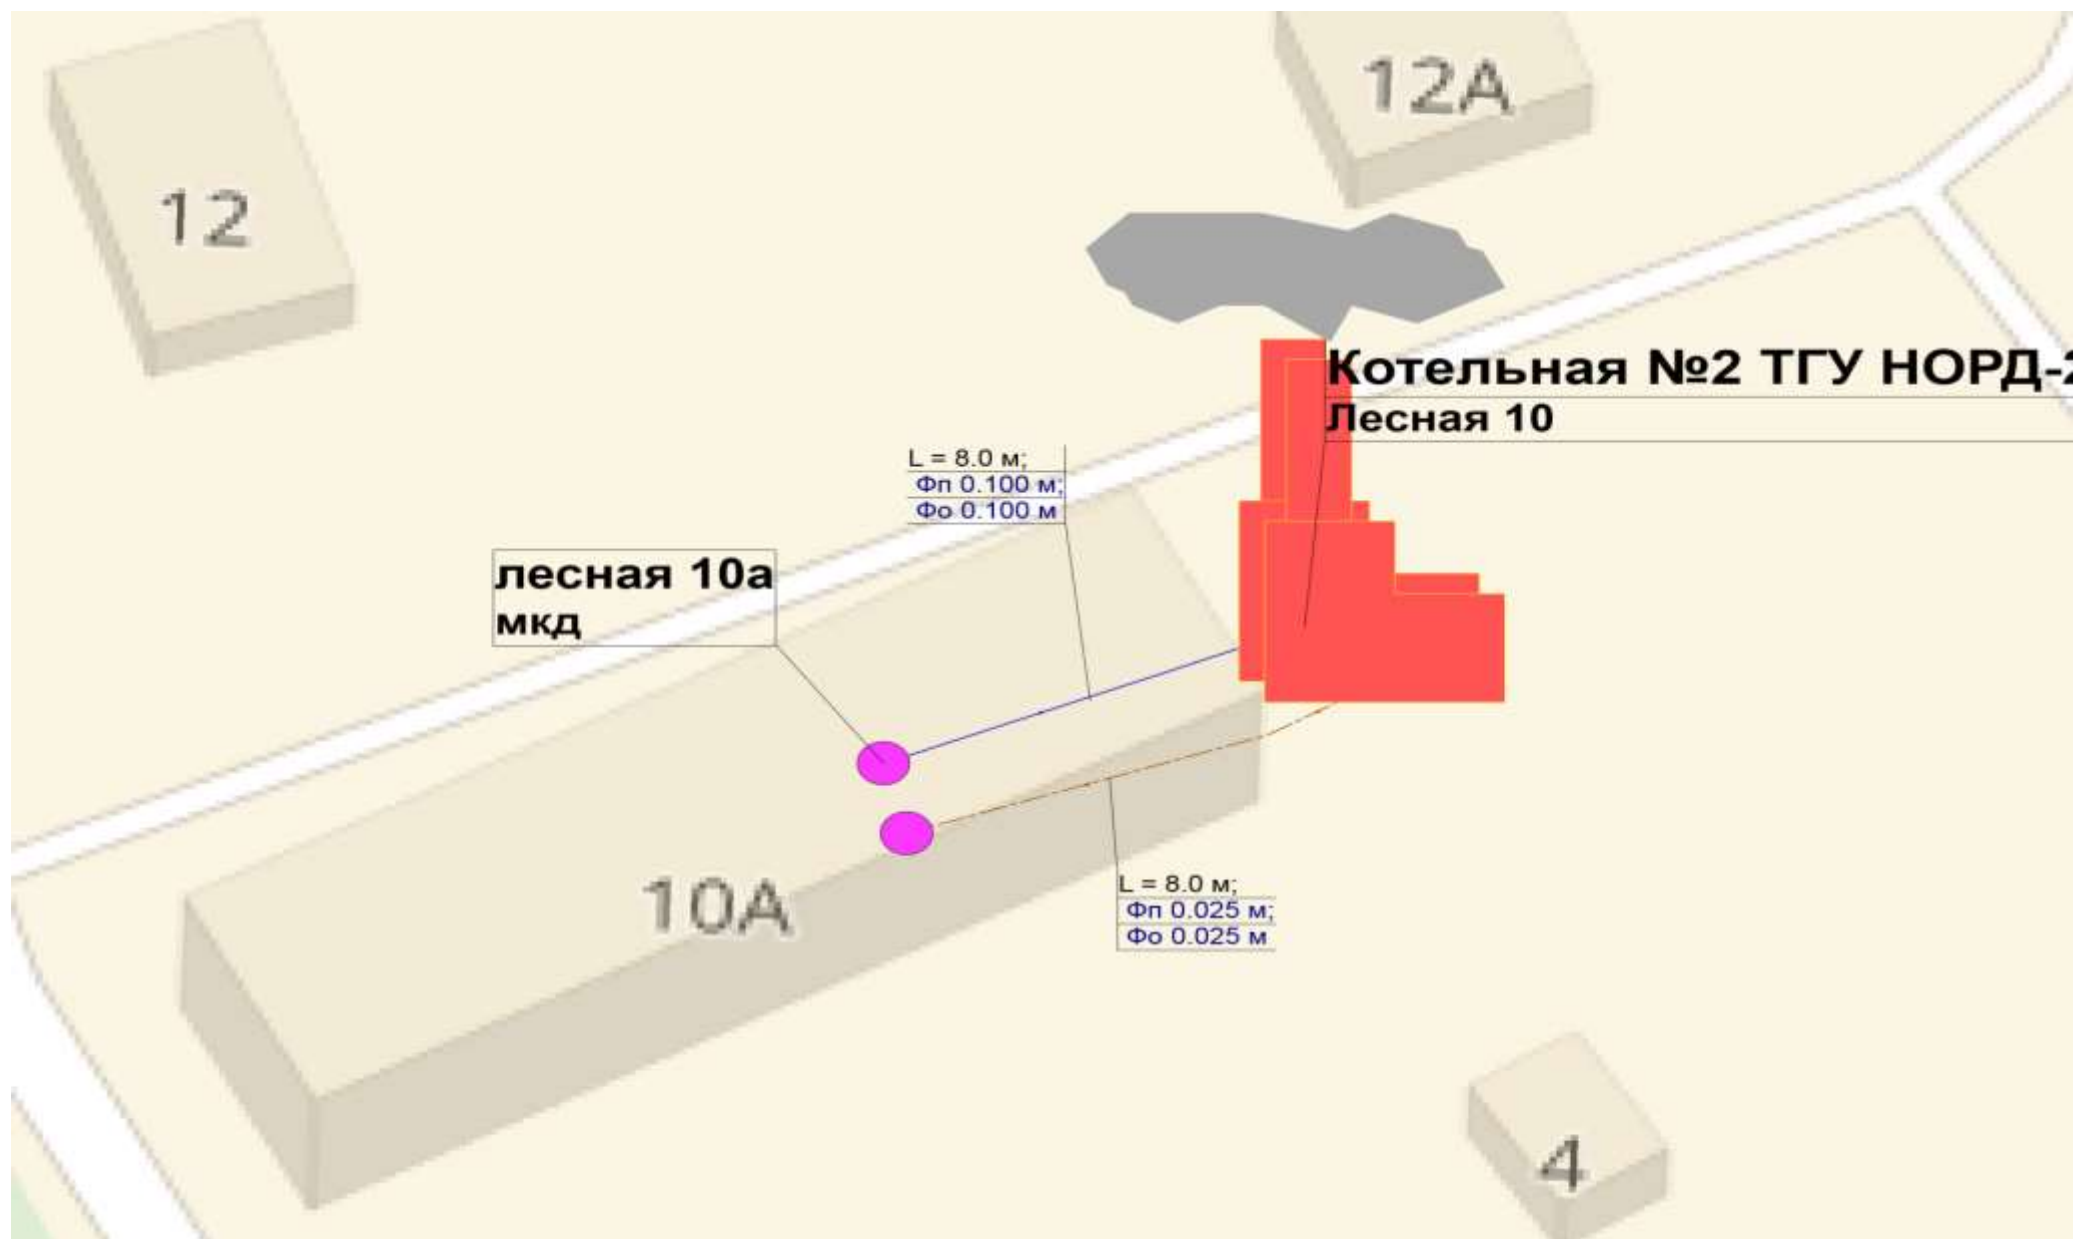 12А
12
Котельная №2 ТГУ НОРД-2
Лесная 10
L = 8.0 м;
Фп 0.100 м;
Фо 0.100 м
лесная 10а
мкд
10А
L = 8.0 м;
Фп 0.025 м;
Фо 0.025 м
4